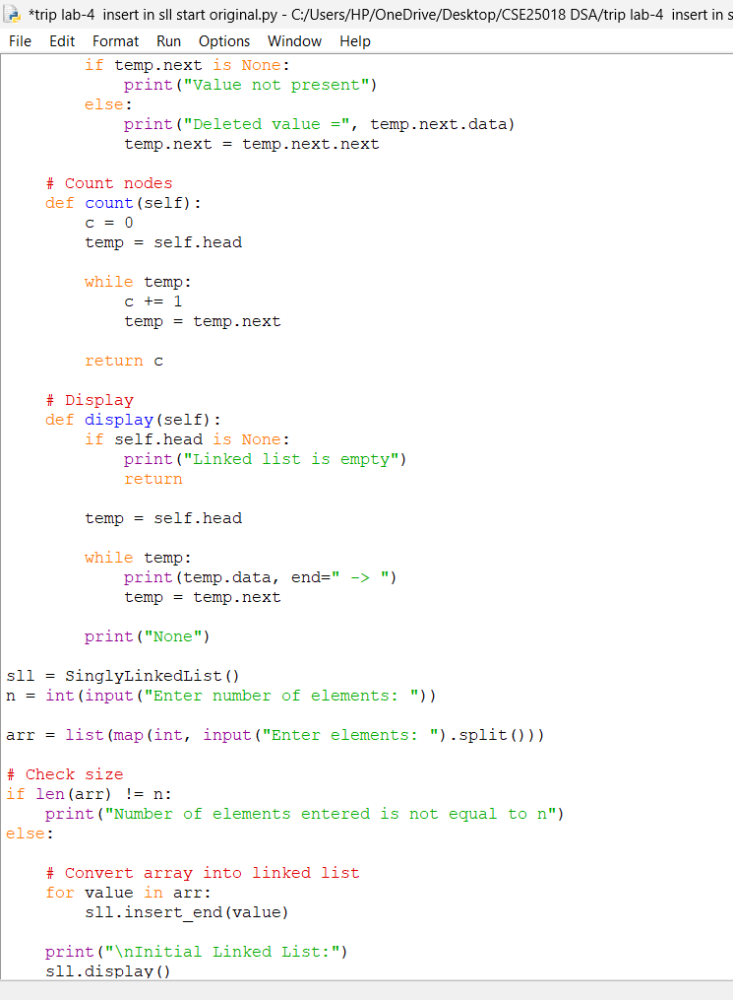 *trip lab-4  insert in sll start original.py - C:/Users/HP/OneDrive/Desktop/CSE25018 DSA/trip lab-4  insert in s
File Edit Format Run Options Window Help
        if temp.next is None:
            print("Value not present")
        else:
            print("Deleted value =", temp.next.data)
            temp.next = temp.next.next

    # Count nodes
    def count(self):
        c = 0
        temp = self.head

        while temp:
            c += 1
            temp = temp.next

        return c

    # Display
    def display(self):
        if self.head is None:
            print("Linked list is empty")
            return

        temp = self.head

        while temp:
            print(temp.data, end=" -> ")
            temp = temp.next

        print("None")

sll = SinglyLinkedList()
n = int(input("Enter number of elements: "))

arr = list(map(int, input("Enter elements: ").split()))

# Check size
if len(arr) != n:
    print("Number of elements entered is not equal to n")
else:

    # Convert array into linked list
    for value in arr:
        sll.insert_end(value)

    print("\nInitial Linked List:")
    sll.display()